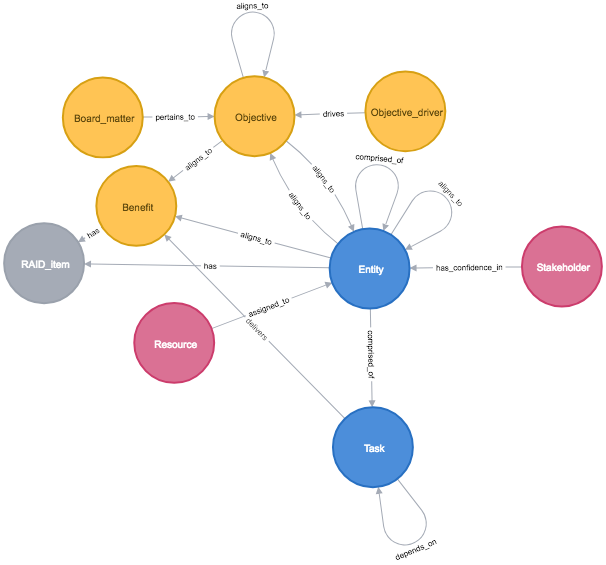 aligns_to
Board_matter
pertains_to
Objective
drives
Objective_driver
aligns_to
aligns_to
comprised_of
aligns_to
aligns_to
Benefit
has
aligns_to
RAID_item
has
Entity
has_confidence_in
Stakeholder
assigned_to
delivers
Resource
comprised_of
Task
depends_on